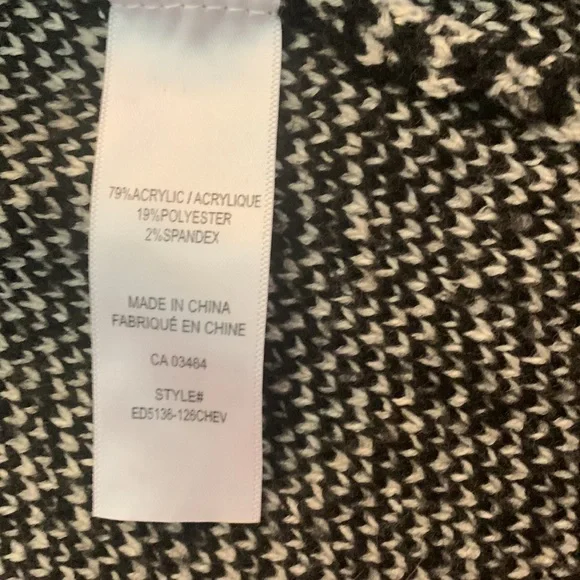 79%ACRYLIC / ACRYLIQUE
19%POLYESTER
2%SPANDEX
MADE IN CHINA
FABRIQUÉ EN CHINE
CA 03464
STYLE#
ED5136-126CHEV